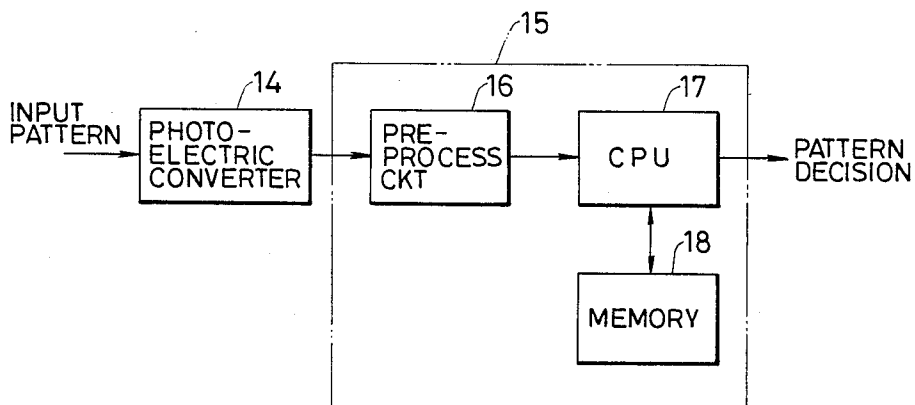 15
14
16
17
INPUT
PATTERN
PHOTO-
ELECTRIC
CONVERTER
PRE-
PROCESS
CKT
CPU
PATTERN
DECISION
18
MEMORY